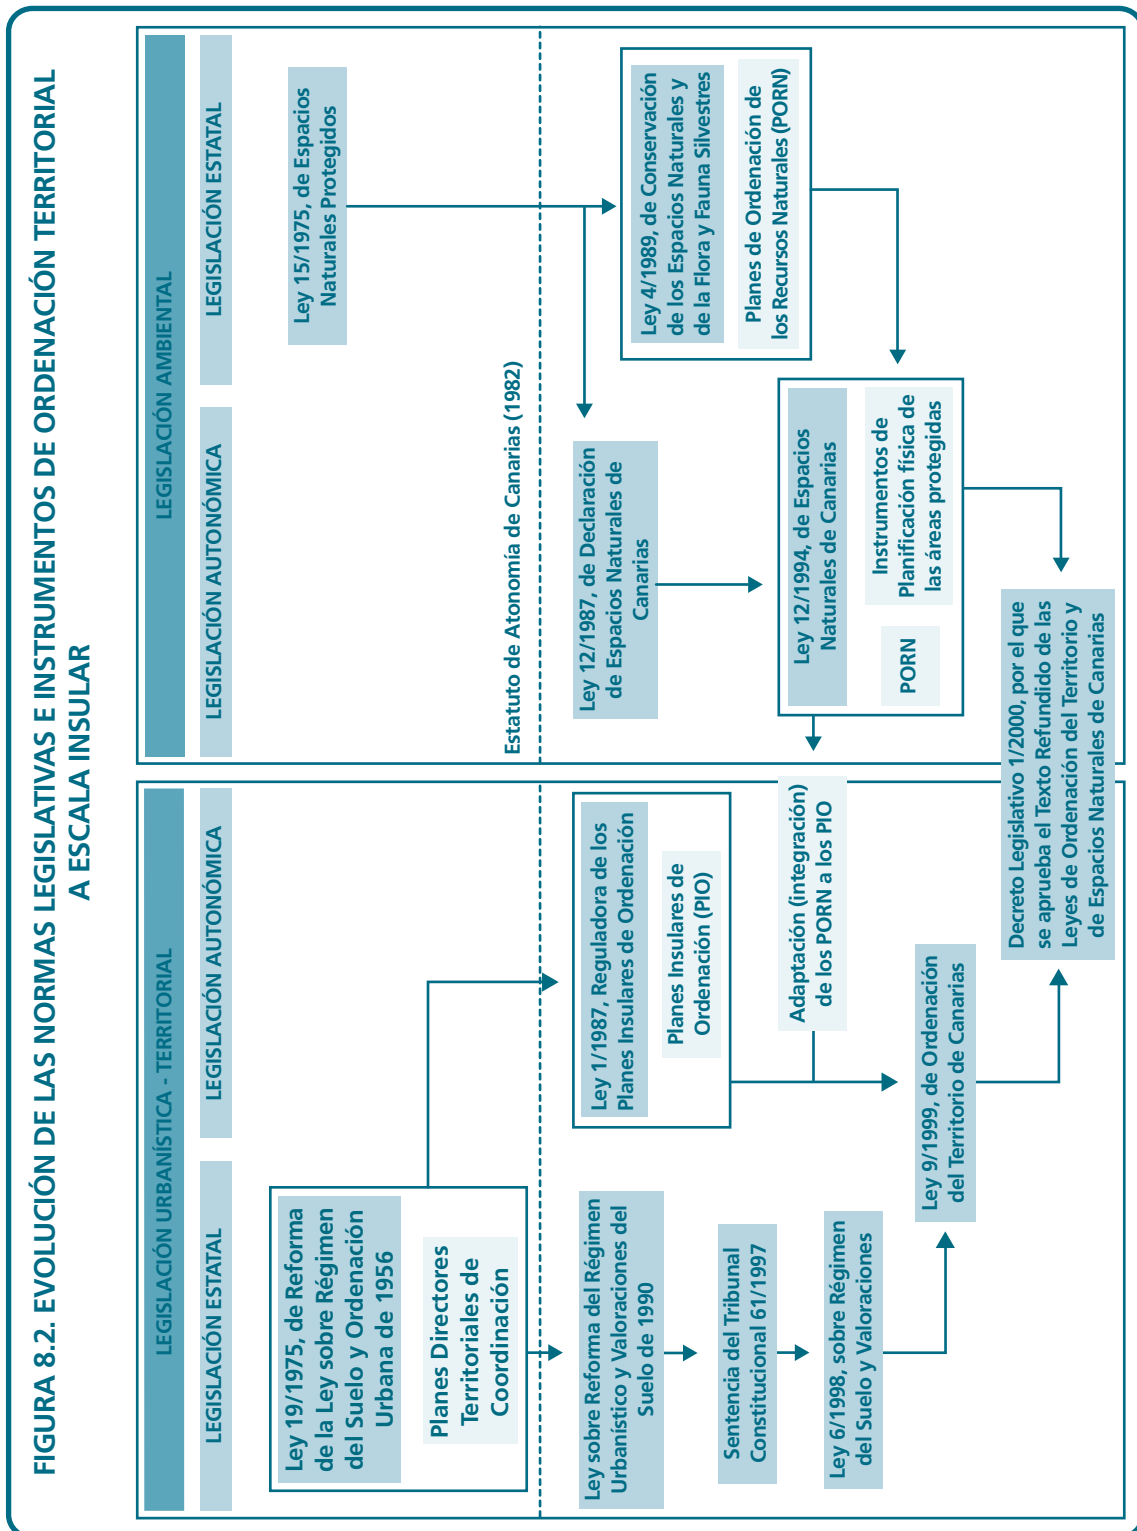 FIGURA 8.2. EVOLUCIÓN DE LAS NORMAS LEGISLATIVAS E INSTRUMENTOS DE ORDENACIÓN TERRITORIAL
A ESCALA INSULAR
LEGISLACIÓN URBANÍSTICA - TERRITORIAL
LEGISLACIÓN ESTATAL
LEGISLACIÓN AUTONÓMICA
Ley 19/1975, de Reforma
de la Ley sobre Régimen
del Suelo y Ordenación
Urbana de 1956
Planes Directores
Territoriales de
Coordinación
Ley sobre Reforma del Régimen
Urbanístico y Valoraciones del
Suelo de 1990
Sentencia del Tribunal
Constitucional 61/1997
Ley 6/1998, sobre Régimen
del Suelo y Valoraciones
Ley 1/1987, Reguladora de los
Planes Insulares de Ordenación
Planes Insulares de
Ordenación (PIO)
Adaptación (integración)
de los PORN a los PIO
Ley 9/1999, de Ordenación
del Territorio de Canarias
LEGISLACIÓN AMBIENTAL
LEGISLACIÓN AUTONÓMICA
LEGISLACIÓN ESTATAL
Ley 15/1975, de Espacios
Naturales Protegidos
Estatuto de Atonomía de Canarias (1982)
Ley 12/1987, de Declaración
de Espacios Naturales de
Canarias
Ley 4/1989, de Conservación
de los Espacios Naturales y
de la Flora y Fauna Silvestres
Planes de Ordenación de
los Recursos Naturales (PORN)
Ley 12/1994, de Espacios
Naturales de Canarias
PORN
Instrumentos de
Planificación física de
las áreas protegidas
Decreto Legislativo 1/2000, por el que
se aprueba el Texto Refundido de las
Leyes de Ordenación del Territorio y
de Espacios Naturales de Canarias